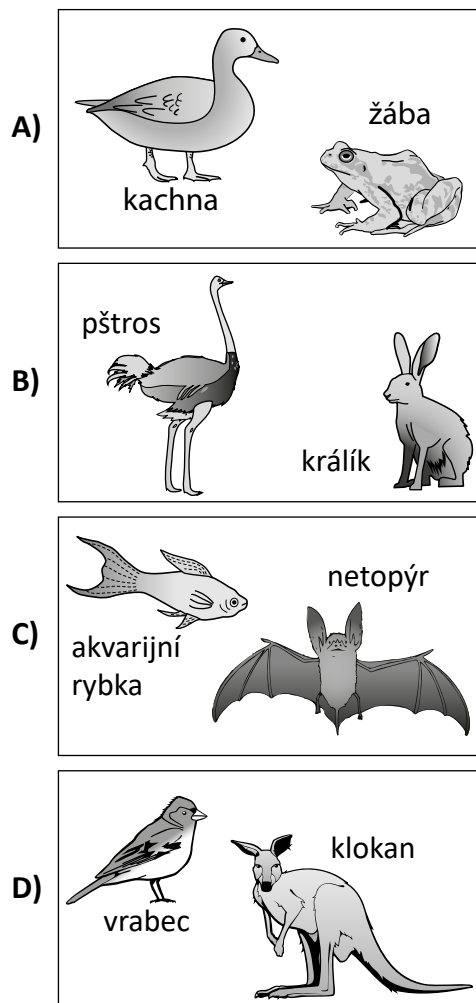 A)
kachna
žába
B)
pštros
králík
C)
akvarijní
rybka
netopýr
D)
vrabec
klokan